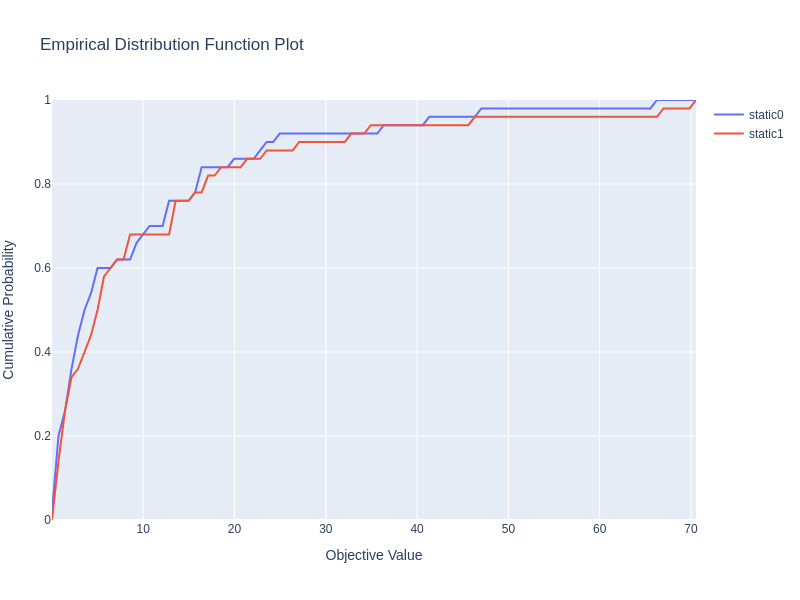 Empirical Distribution Function Plot
static0
static1
Cumulative Probability
1
0.8
0.6
0.4
0.2
0
10
20
30
40
50
60
70
Objective Value